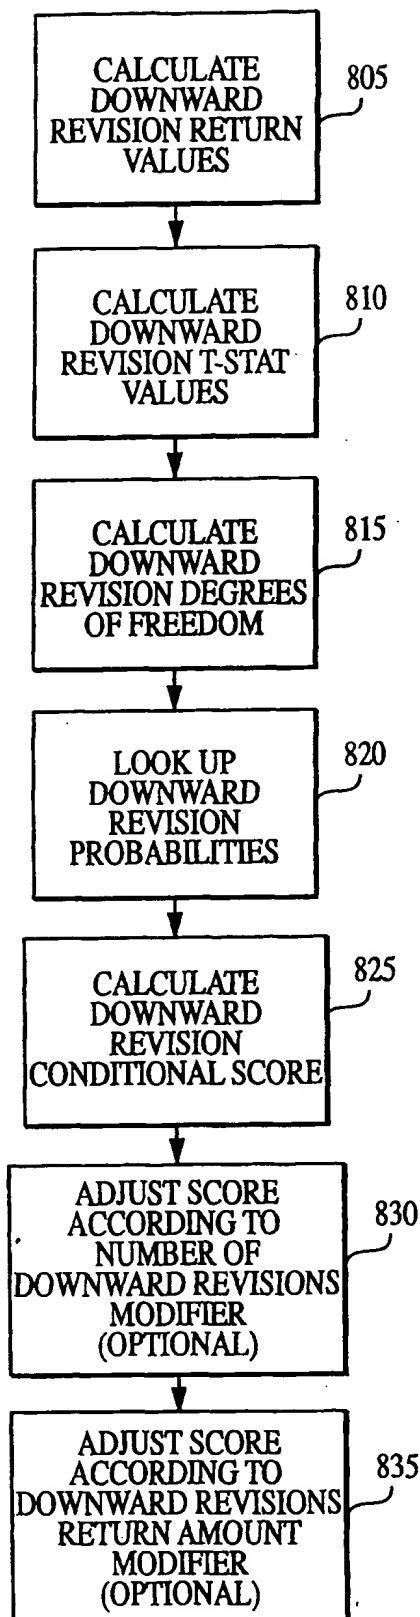 CALCULATE
DOWNWARD
REVISION RETURN
VALUES
805
CALCULATE
DOWNWARD
REVISION T-STAT
VALUES
810
CALCULATE
DOWNWARD
REVISION DEGREES
OF FREEDOM
815
LOOK UP
DOWNWARD
REVISION
PROBABILITIES
820
CALCULATE
DOWNWARD
REVISION
CONDITIONAL SCORE
825
ADJUST SCORE
ACCORDING TO
NUMBER OF
DOWNWARD REVISIONS
MODIFIER
(OPTIONAL)
830
ADJUST SCORE
ACCORDING TO
DOWNWARD REVISIONS
RETURN AMOUNT
MODIFIER
(OPTIONAL)
835